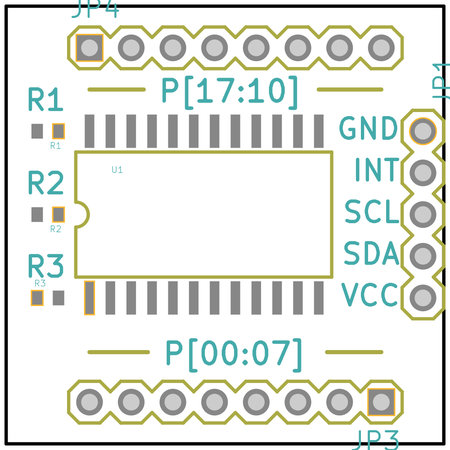 JP4
P[17:10]
R1
R1
GND
JP1
U1
INT
R2
R2
SCL
R3
R3
SDA
VCC
P[00:07]
JP3